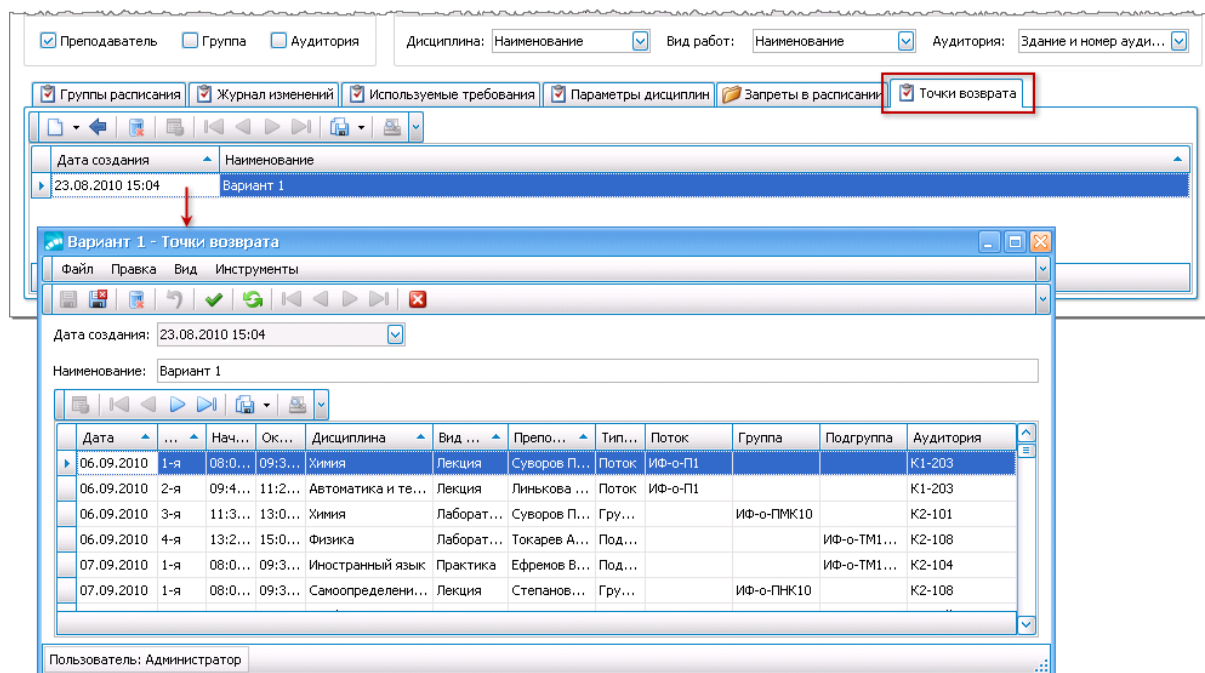 Преподаватель Группа Аудитория Дисциплина: Наименование Вид работ: Наименование Аудитория: Здание и номер ауди...
Группы расписания Журнал изменений Используемые требования Параметры дисциплин Запреты в расписании Точки возврата
Дата создания Наименование
23.08.2010 15:04 Вариант 1
Вариант 1 - Точки возврата
Файл Правка Вид Инструменты
Дата создания: 23.08.2010 15:04
Наименование: Вариант 1
Дата ... Нач... Ок... Дисциплина Вид ... Препо... Тип... Поток Группа Подгруппа Аудитория
06.09.2010 1-я 08:0... 09:3... Химия Лекция Суворов П... Поток ИФ-о-П1 К1-203
06.09.2010 2-я 09:4... 11:2... Автоматика и те... Лекция Линькова ... Поток ИФ-о-П1 К1-203
06.09.2010 3-я 11:3... 13:0... Химия Лаборат... Суворов П... Гру... ИФ-о-ПМК10 К2-101
06.09.2010 4-я 13:2... 15:0... Физика Лаборат... Токарев А... Под... ИФ-о-ТМ1... К2-108
07.09.2010 1-я 08:0... 09:3... Иностранный язык Практика Ефремов В... Под... ИФ-о-ТМ1... К2-104
07.09.2010 1-я 08:0... 09:3... Самоопределени... Лекция Степанов... Гру... ИФ-о-ПНК10 К2-108
Пользователь: Администратор